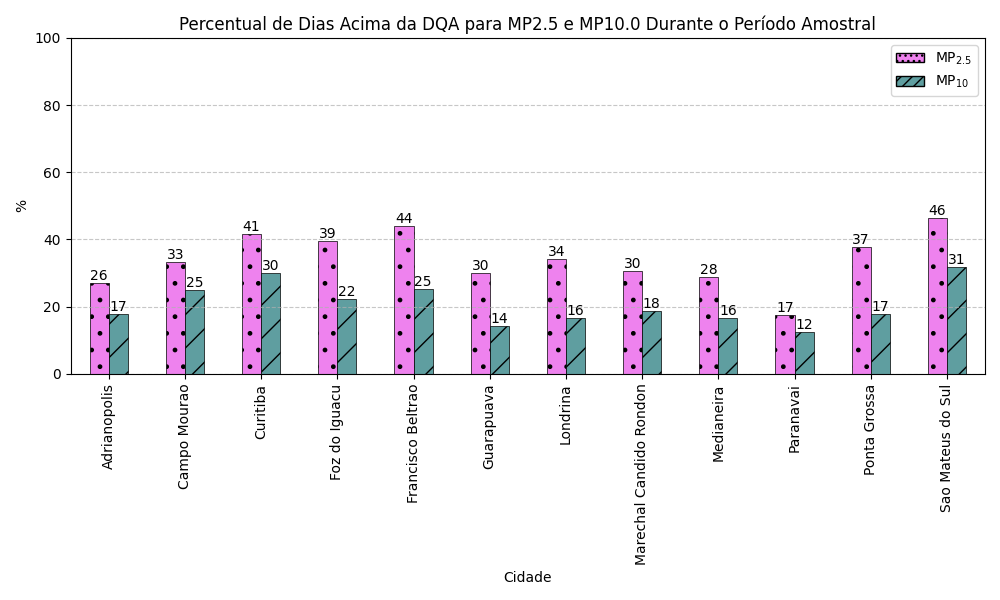 Percentual de Dias Acima da DQA para MP2.5 e MP10.0 Durante o Período Amostral
100
80
60
40
20
0
%
MP2.5
MP10
26
17
33
25
41
30
39
22
44
25
30
14
34
16
30
18
28
16
17
12
37
17
46
31
Adrianopolis
Campo Mourao
Curitiba
Foz do Iguacu
Francisco Beltrao
Guarapuava
Londrina
Marechal Candido Rondon
Medianeira
Paranavai
Ponta Grossa
Sao Mateus do Sul
Cidade